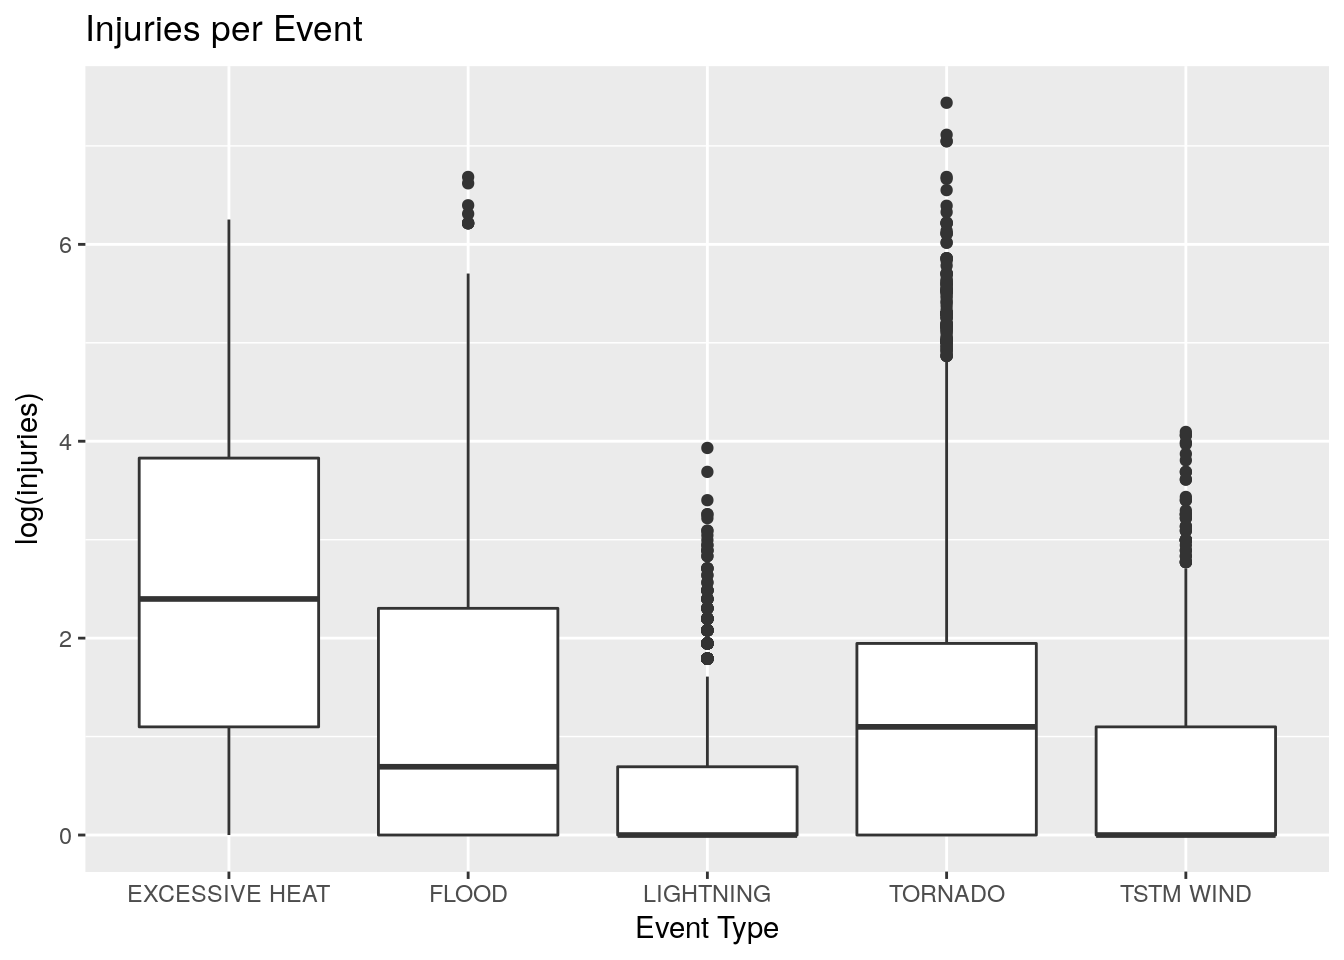 Injuries per Event
log(injuries)
6
4
2
0
EXCESSIVE HEAT
FLOOD
LIGHTNING
TORNADO
TSTM WIND
Event Type